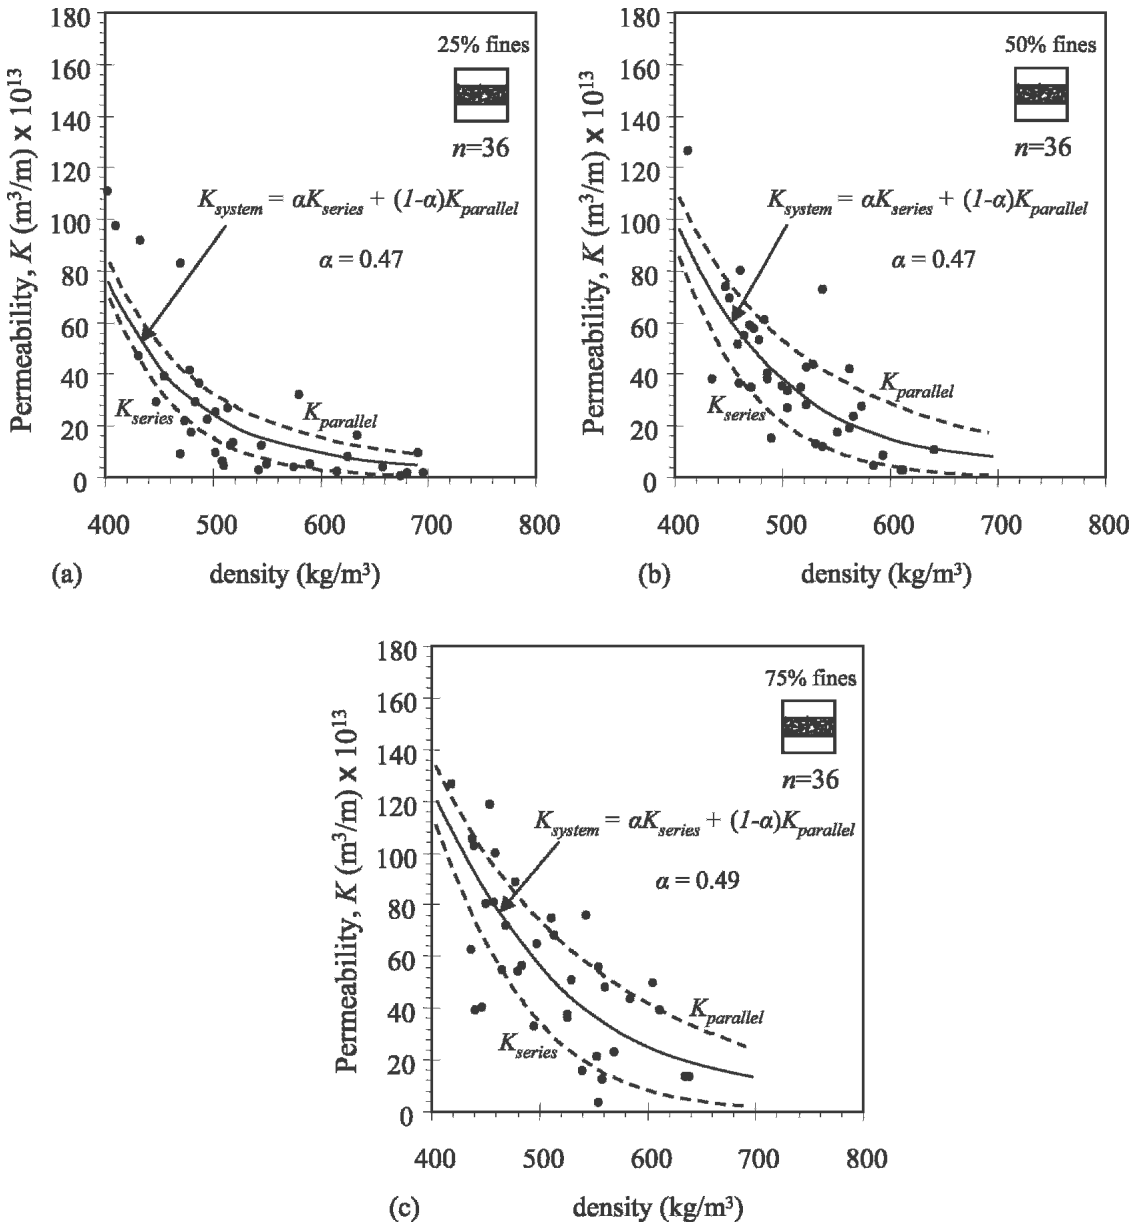 180
160
140
120
100
80
60
40
20
0
Permeability, K (m³/m) x 10¹³
25% fines
n=36
K_system = αK_series + (1-α)K_parallel
α = 0.47
K_series
K_parallel
400 500 600 700 800
(a) density (kg/m³)
180
160
140
120
100
80
60
40
20
0
Permeability, K (m³/m) x 10¹³
50% fines
n=36
K_system = αK_series + (1-α)K_parallel
α = 0.47
K_parallel
K_series
400 500 600 700 800
(b) density (kg/m³)
180
160
140
120
100
80
60
40
20
0
Permeability, K (m³/m) x 10¹³
75% fines
n=36
K_system = αK_series + (1-α)K_parallel
α = 0.49
K_parallel
K_series
400 500 600 700 800
(c) density (kg/m³)